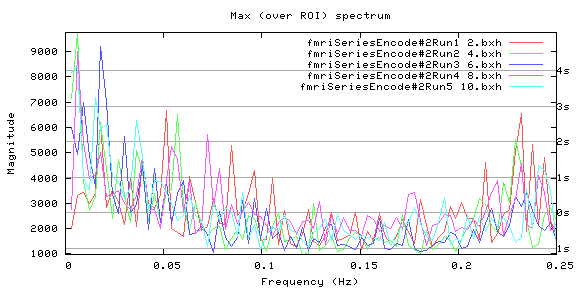 Max (over ROI) spectrum
fmriSeriesEncode#2Run1 2.bxh
fmriSeriesEncode#2Run2 4.bxh
fmriSeriesEncode#2Run3 6.bxh
fmriSeriesEncode#2Run4 8.bxh
fmriSeriesEncode#2Run5 10.bxh
Magnitude
9000
8000
7000
6000
5000
4000
3000
2000
1000
4s
3s
2s
1s
0s
1s
0
0.05
0.1
0.15
0.2
0.25
Frequency (Hz)